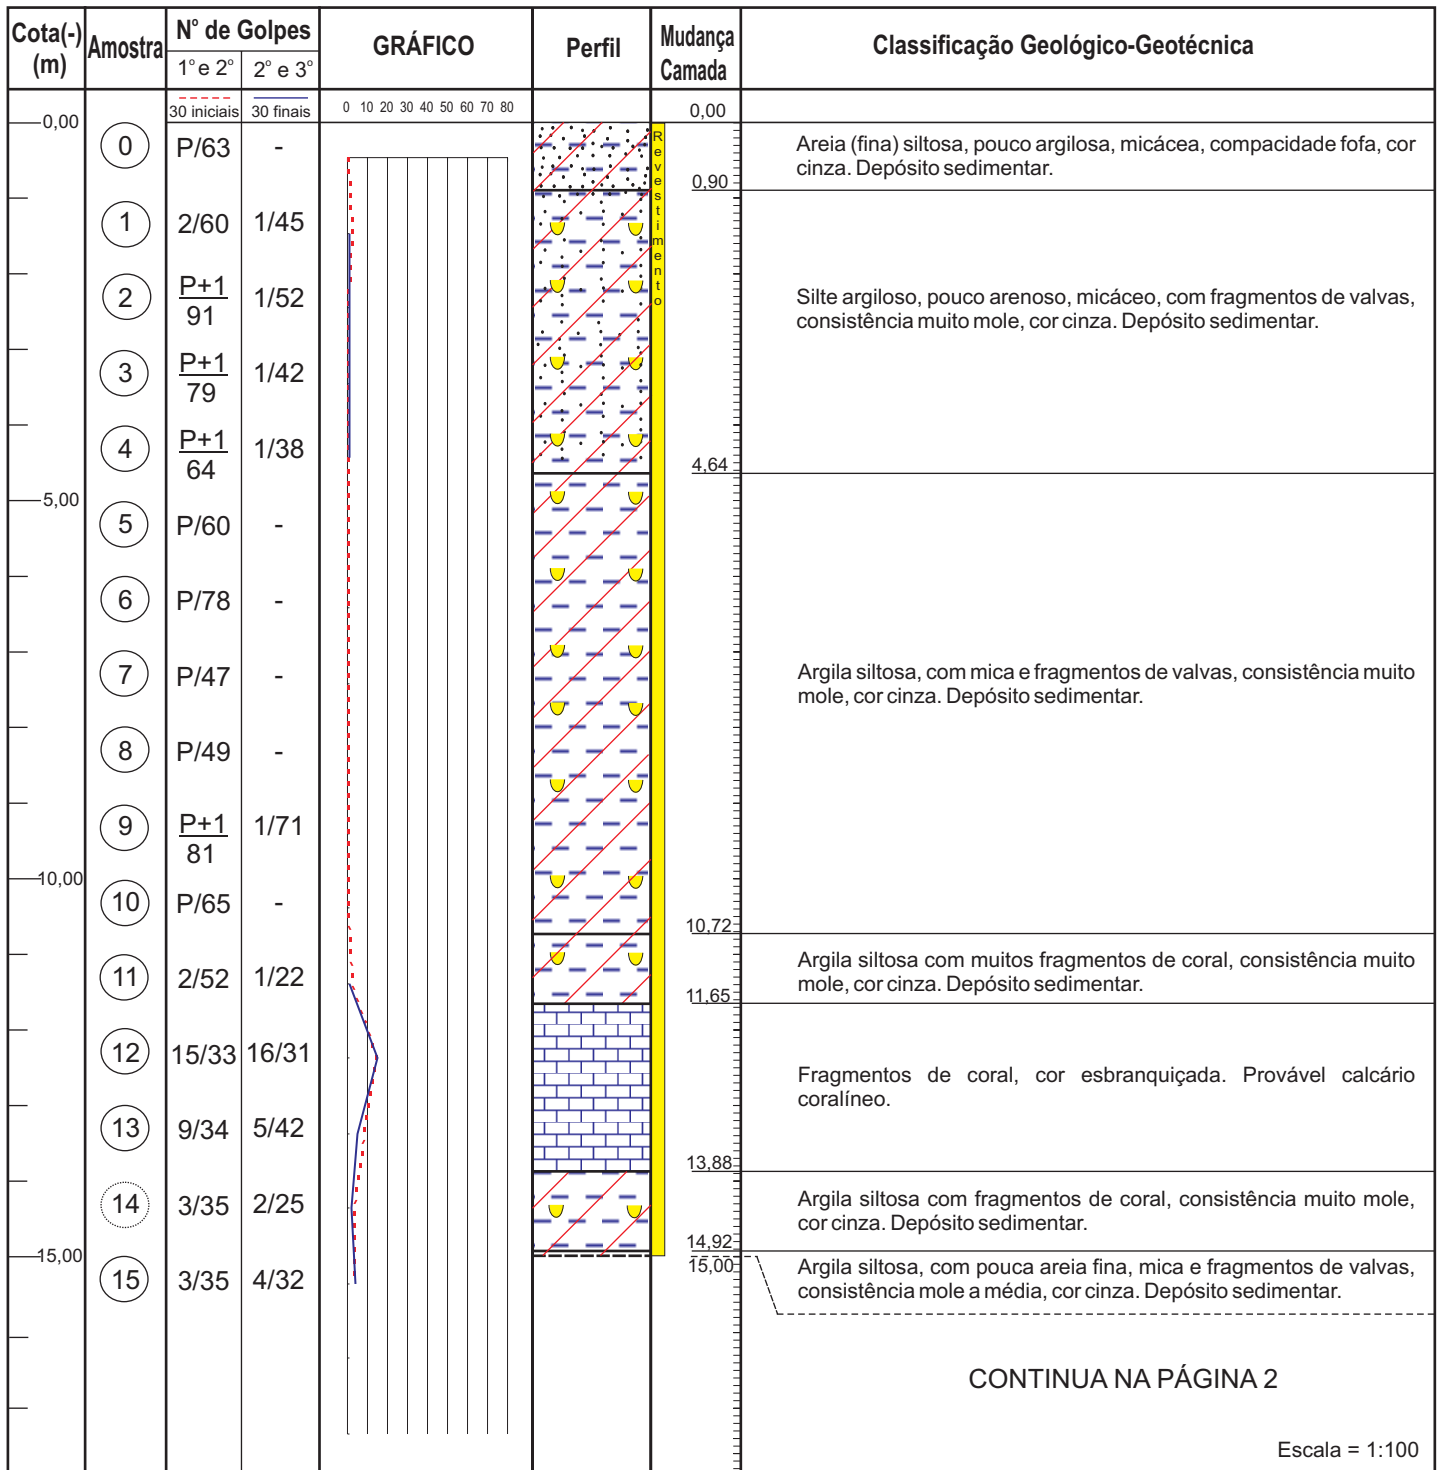 Cota(-) (m) Amostra N° de Golpes GRÁFICO Perfil Mudança Camada Classificação Geológico-Geotécnica
1° e 2° 2° e 3°
30 iniciais 30 finais 0 10 20 30 40 50 60 70 80 0,00
0,00
Revestimento
0 P/63 -
Areia (fina) siltosa, pouco argilosa, micácea, compacidade fofa, cor
cinza. Depósito sedimentar.
0,90
1 2/60 1/45
2 P+1/91 1/52
Silte argiloso, pouco arenoso, micáceo, com fragmentos de valvas,
consistência muito mole, cor cinza. Depósito sedimentar.
3 P+1/79 1/42
4 P+1/64 1/38
4,64
5,00
5 P/60 -
6 P/78 -
7 P/47 -
Argila siltosa, com mica e fragmentos de valvas, consistência muito
mole, cor cinza. Depósito sedimentar.
8 P/49 -
9 P+1/81 1/71
10,00
10 P/65 -
10,72
11 2/52 1/22
Argila siltosa com muitos fragmentos de coral, consistência muito
mole, cor cinza. Depósito sedimentar.
11,65
12 15/33 16/31
Fragmentos de coral, cor esbranquiçada. Provável calcário
coralíneo.
13 9/34 5/42
13,88
14 3/35 2/25
Argila siltosa com fragmentos de coral, consistência muito mole,
cor cinza. Depósito sedimentar.
14,92
15,00
15,00
15 3/35 4/32
Argila siltosa, com pouca areia fina, mica e fragmentos de valvas,
consistência mole a média, cor cinza. Depósito sedimentar.
CONTINUA NA PÁGINA 2
Escala = 1:100